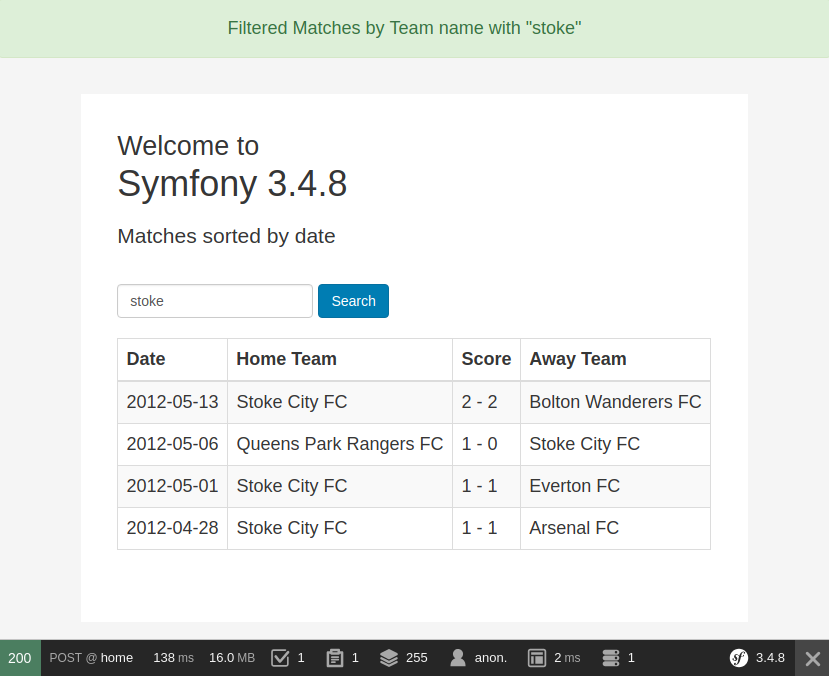 Filtered Matches by Team name with "stoke"
Welcome to
Symfony 3.4.8
Matches sorted by date
stoke Search
Date Home Team Score Away Team
2012-05-13 Stoke City FC 2 - 2 Bolton Wanderers FC
2012-05-06 Queens Park Rangers FC 1 - 0 Stoke City FC
2012-05-01 Stoke City FC 1 - 1 Everton FC
2012-04-28 Stoke City FC 1 - 1 Arsenal FC
200 POST @ home 138 ms 16.0 MB 1 1 255 anon. 2 ms 1 sf 3.4.8